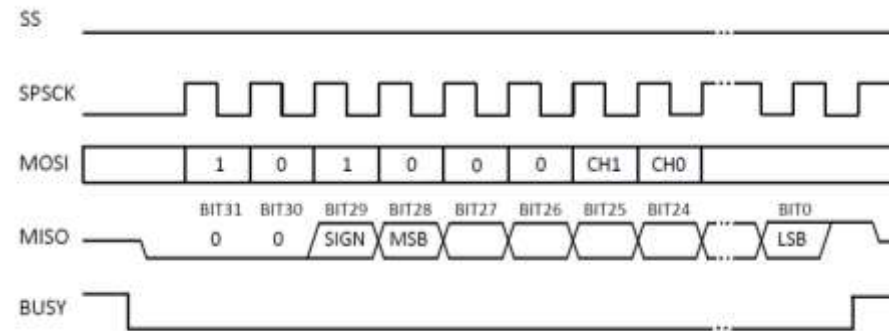 SS
SPSCK
MOSI 1 0 1 0 0 0 CH1 CH0
BIT31 BIT30 BIT29 BIT28 BIT27 BIT26 BIT25 BIT24 BIT0
MISO 0 0 SIGN MSB LSB
BUSY